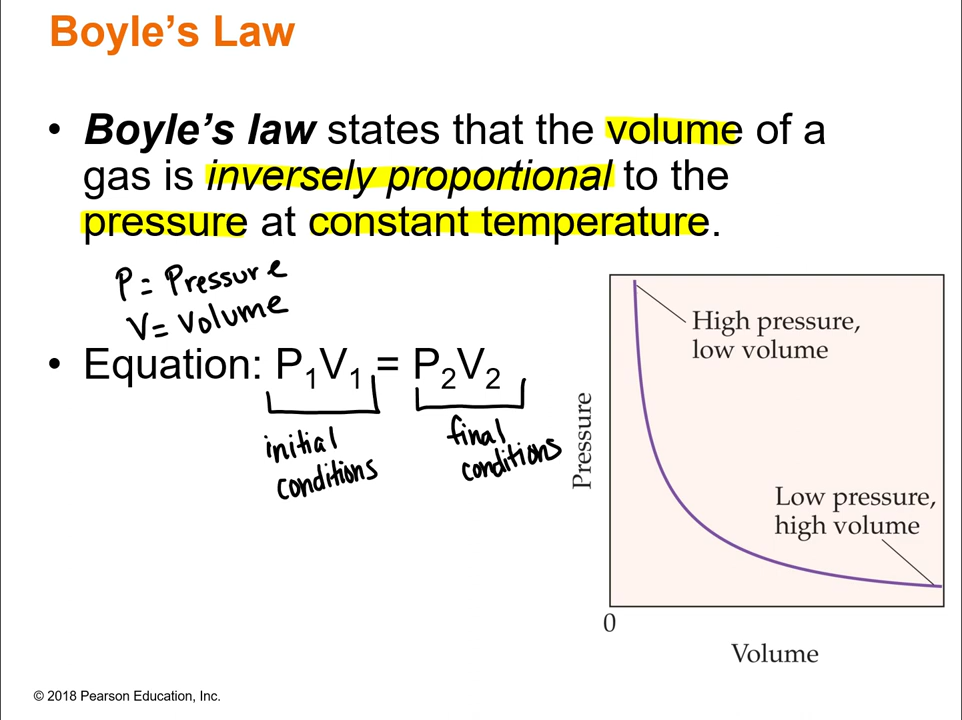 Boyle’s Law
• Boyle’s law states that the volume of a
gas is inversely proportional to the
pressure at constant temperature.
P = Pressure
V = Volume
• Equation: P₁V₁ = P₂V₂
initial
conditions
final
conditions
High pressure,
low volume
Pressure
Low pressure,
high volume
0
Volume
© 2018 Pearson Education, Inc.